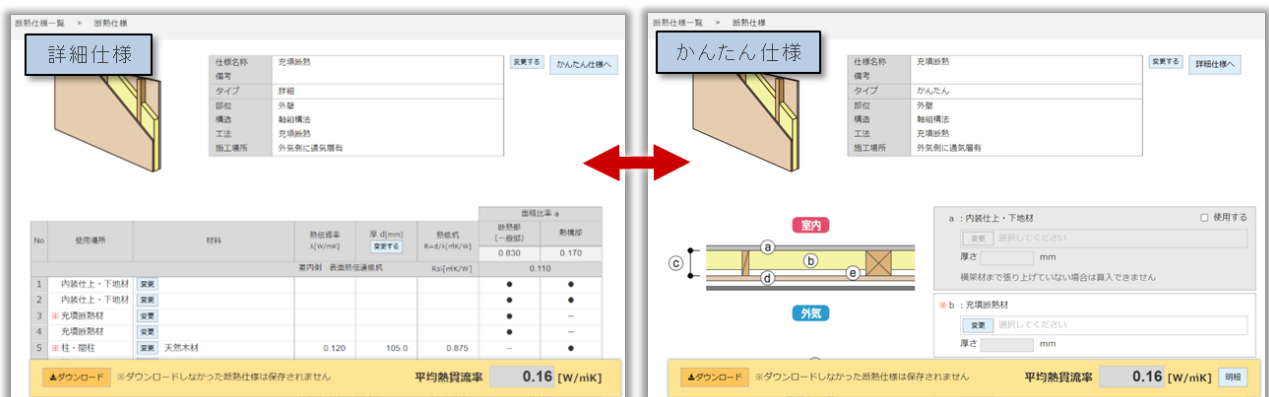 断熱仕様一覧 » 断熱仕様
詳細仕様
仕様名称 充填断熱
備考
タイプ 詳細
部位 外壁
構造 軸組構法
工法 充填断熱
施工場所 外気側に通気層有
変更する
かんたん仕様へ
面積比率 a
No 使用場所 材料 熱伝導率 λ[W/mK] 厚 d[mm] 変更する 熱抵抗 R=d/λ[㎡K/W] 断熱部 (一般部) 熱橋部
0.830 0.170
室内側 表面熱伝達抵抗 Rsi[㎡K/W] 0.110
1 内装仕上・下地材 変更 ● ●
2 内装仕上・下地材 変更 ● ●
3 ※充填断熱材 変更 ● –
4 充填断熱材 変更 ● –
5 ※柱・間柱 変更 天然木材 0.120 105.0 0.875 – ●
ダウンロード ※ダウンロードしなかった断熱仕様は保存されません 平均熱貫流率 0.16 [W/㎡K]
断熱仕様一覧 » 断熱仕様
かんたん仕様
仕様名称 充填断熱
備考
タイプ かんたん
部位 外壁
構造 軸組構法
工法 充填断熱
施工場所 外気側に通気層有
変更する
詳細仕様へ
室内
a
b
c
d
e
外気
a :内装仕上・下地材 使用する
変更 選択してください
厚さ mm
横架材まで張り上げていない場合は算入できません
※b :充填断熱材
変更 選択してください
厚さ mm
ダウンロード ※ダウンロードしなかった断熱仕様は保存されません 平均熱貫流率 0.16 [W/㎡K] 明細